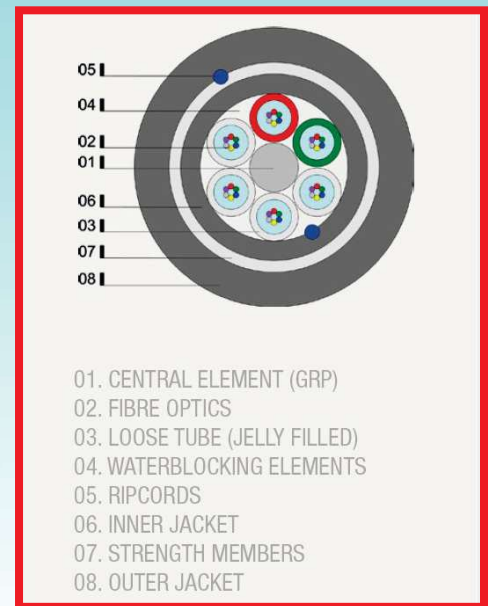 05
04
02
01
06
03
07
08
01. CENTRAL ELEMENT (GRP)
02. FIBRE OPTICS
03. LOOSE TUBE (JELLY FILLED)
04. WATERBLOCKING ELEMENTS
05. RIPCORDS
06. INNER JACKET
07. STRENGTH MEMBERS
08. OUTER JACKET